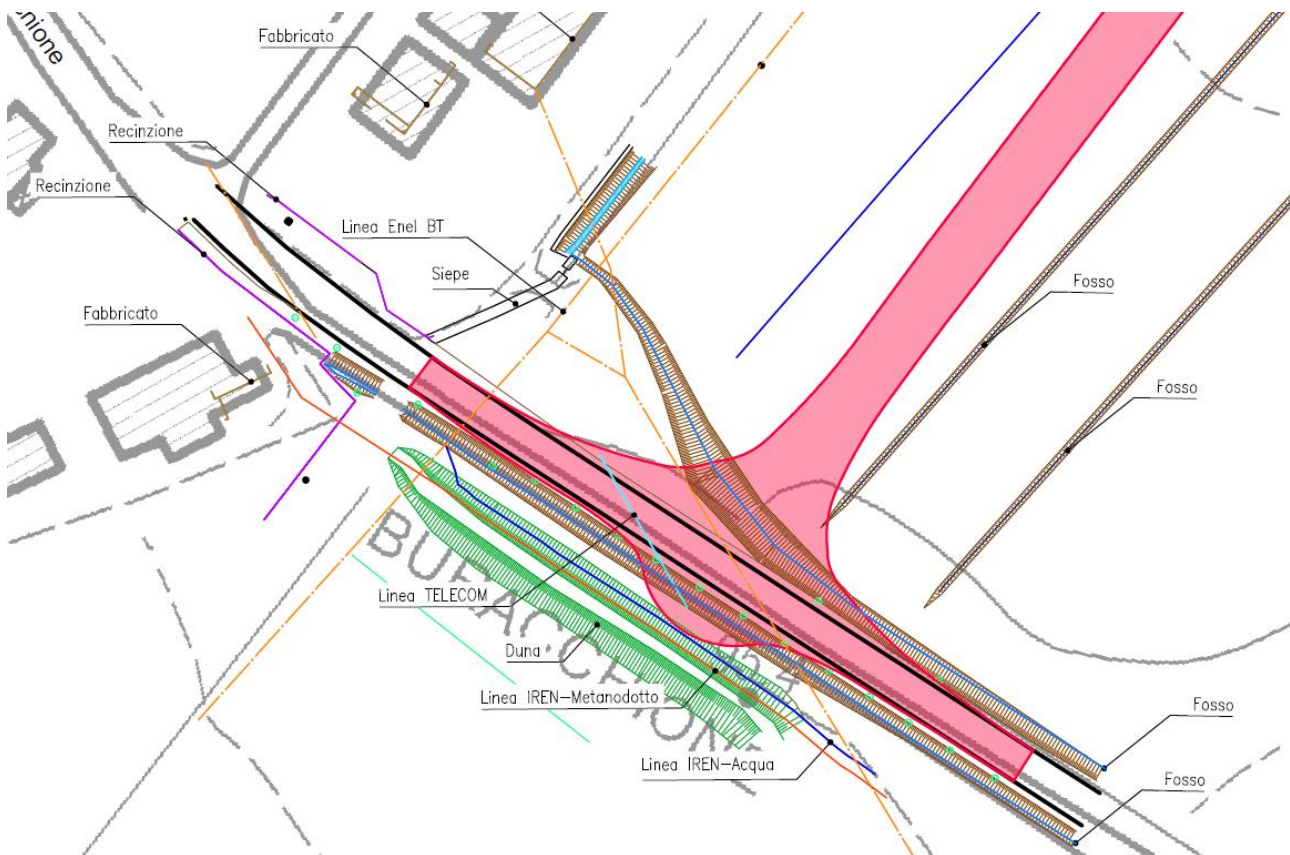 Fabbricato
Recinzione
Recinzione
Linea Enel BT
Siepe
Fosso
Fabbricato
Fosso
Linea TELECOM
Duna
Linea IREN-Metanodotto
Fosso
Linea IREN-Acqua
Fosso